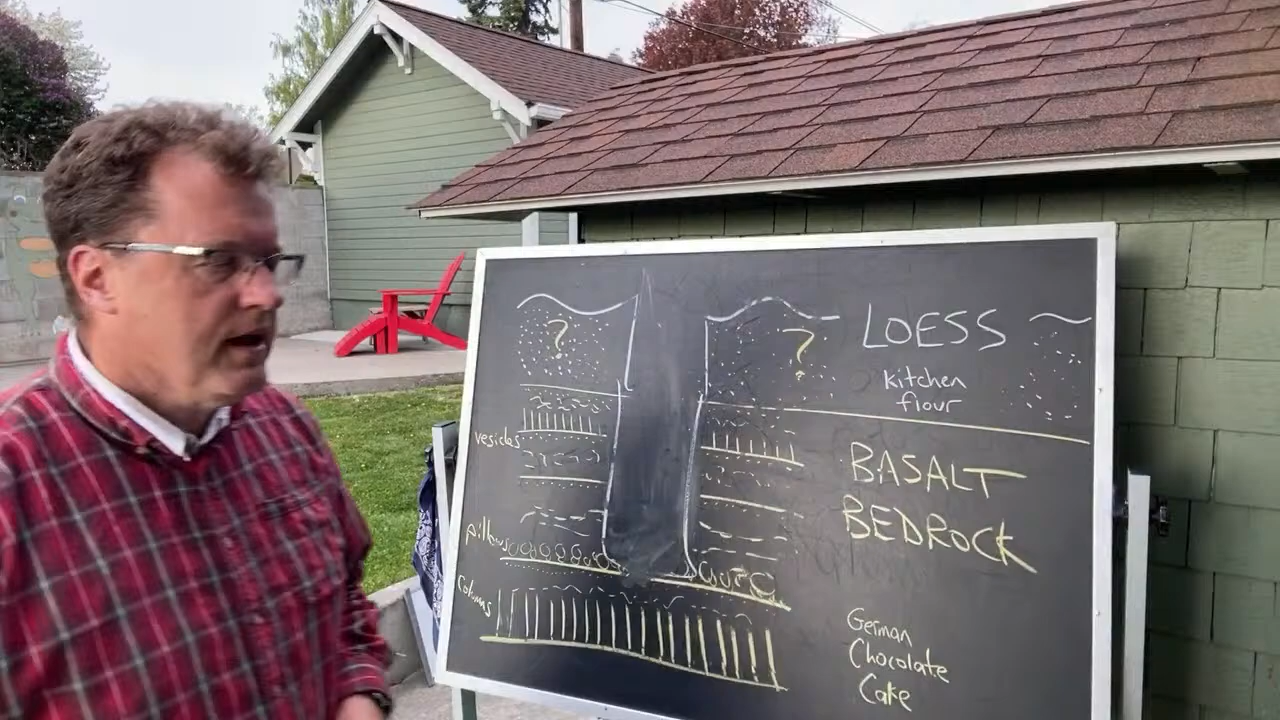 ?
?
LOESS
kitchen
flour
vesicles
BASALT
BEDROCK
pillows
Columns
German
Chocolate
Cake